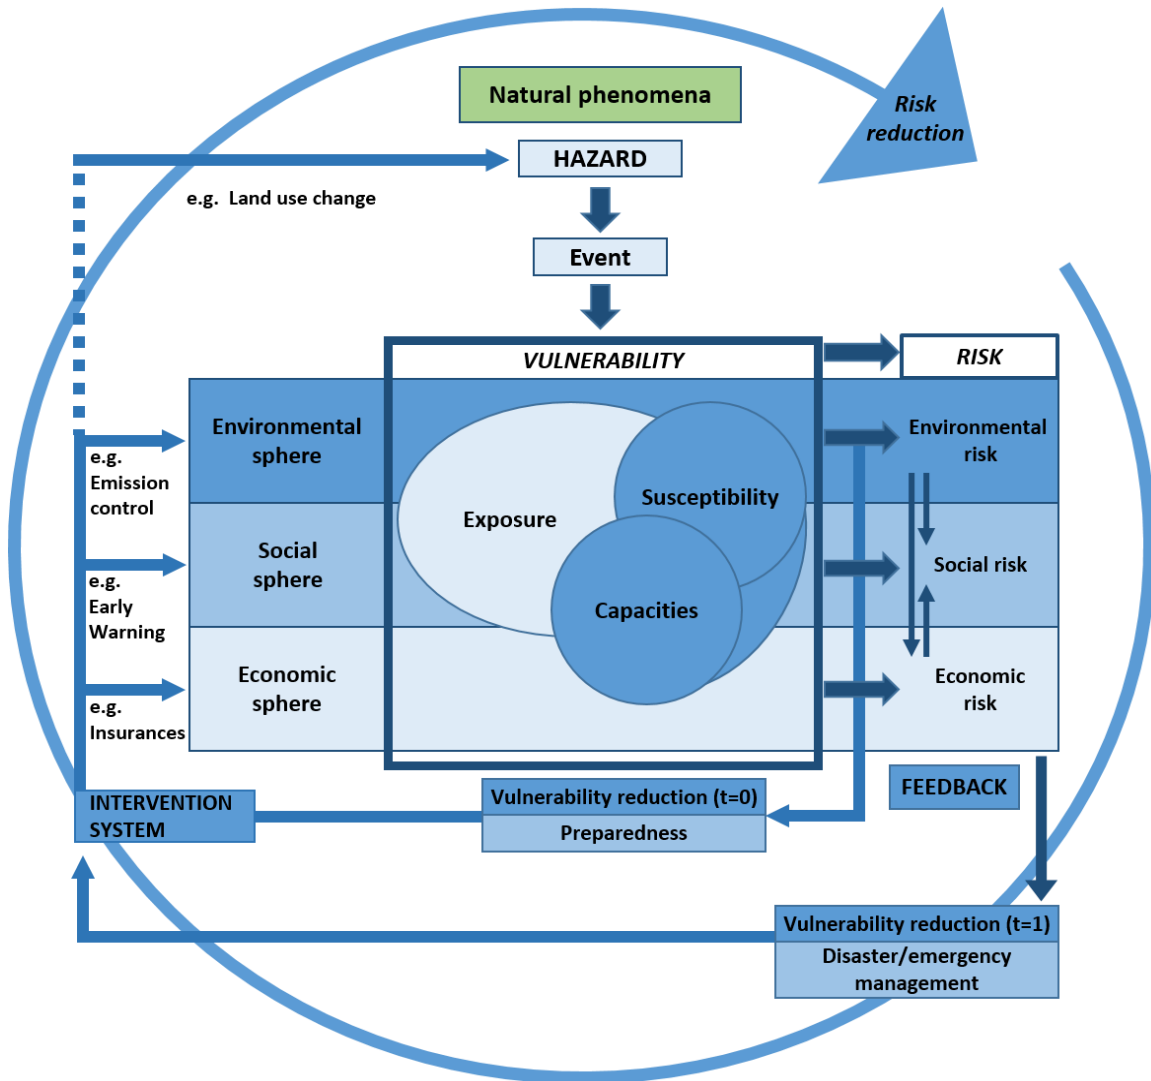 Natural phenomena
Risk
reduction
HAZARD
e.g. Land use change
Event
VULNERABILITY
RISK
Environmental
sphere
Environmental
risk
e.g.
Emission
control
Susceptibility
Exposure
Social
sphere
Social risk
e.g.
Early
Warning
Capacities
Economic
sphere
Economic
risk
e.g.
Insurances
INTERVENTION
SYSTEM
Vulnerability reduction (t=0)
Preparedness
FEEDBACK
Vulnerability reduction (t=1)
Disaster/emergency
management